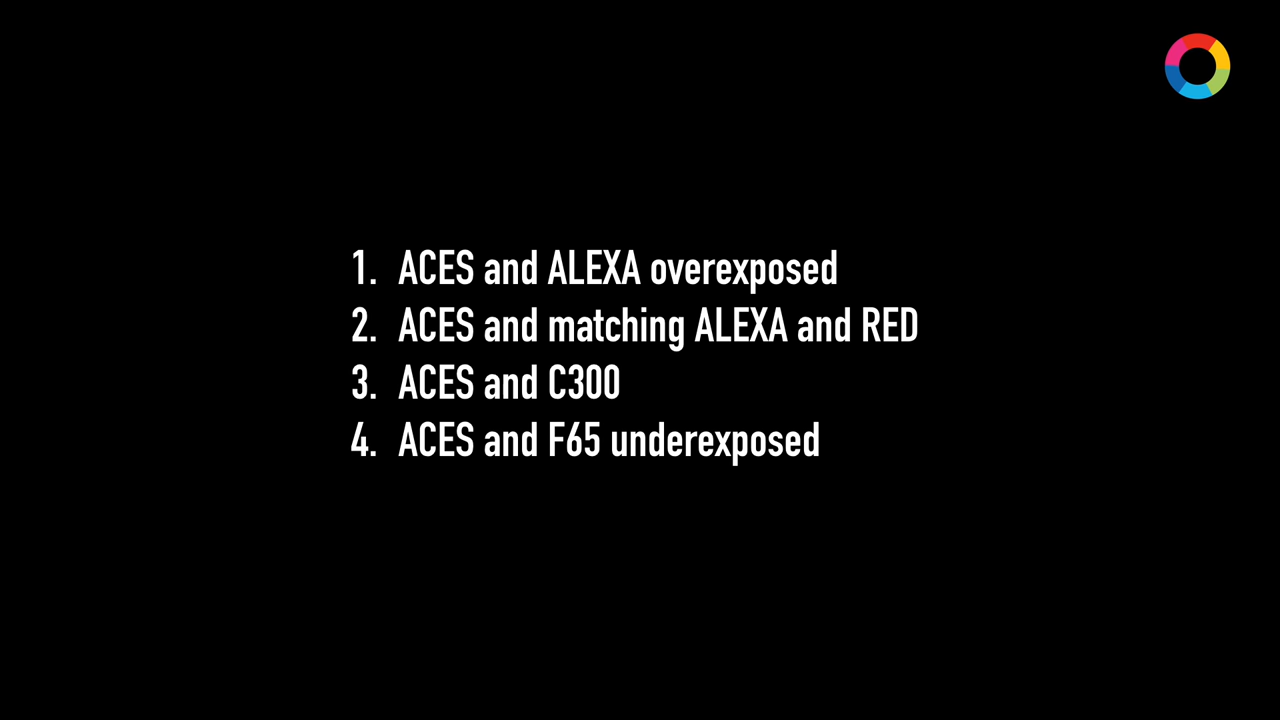 1. ACES and ALEXA overexposed
2. ACES and matching ALEXA and RED
3. ACES and C300
4. ACES and F65 underexposed